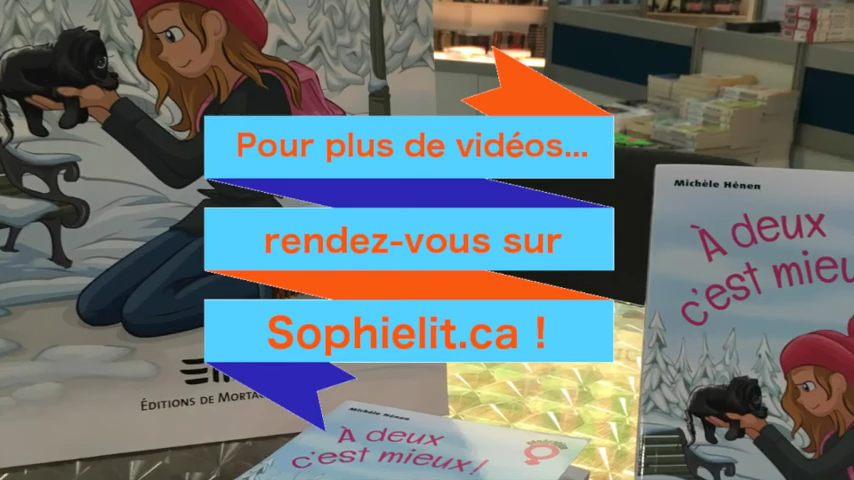 Pour plus de vidéos...
rendez-vous sur
Sophielit.ca !
Michèle Hénen
À deux
c'est mieu
ÉDITIONS DE MORTA
Michèle Hénen
À deux
c'est mieux !